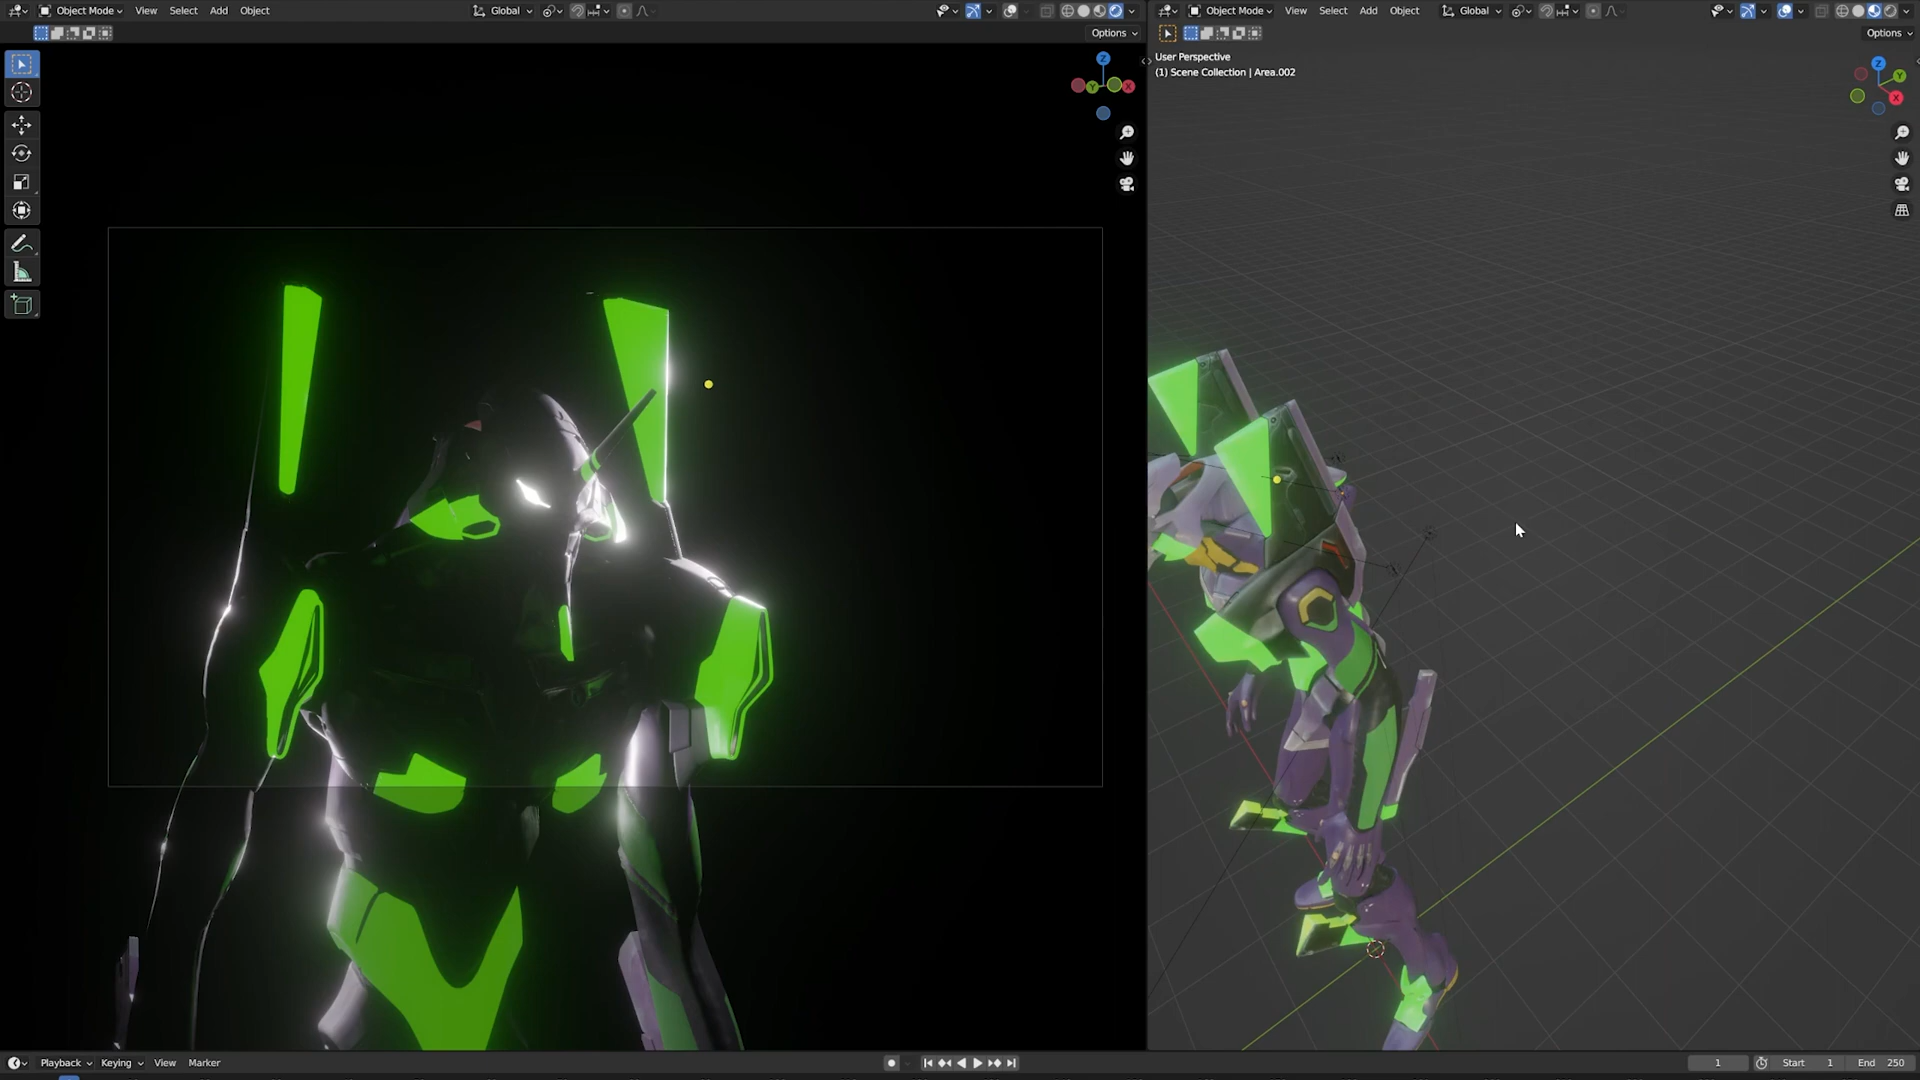 Object Mode View Select Add Object Global
Options
Z
Y X
Object Mode View Select Add Object Global
Options
User Perspective
(1) Scene Collection | Area.002
Z
Y
X
Playback Keying View Marker 1 Start 1 End 250